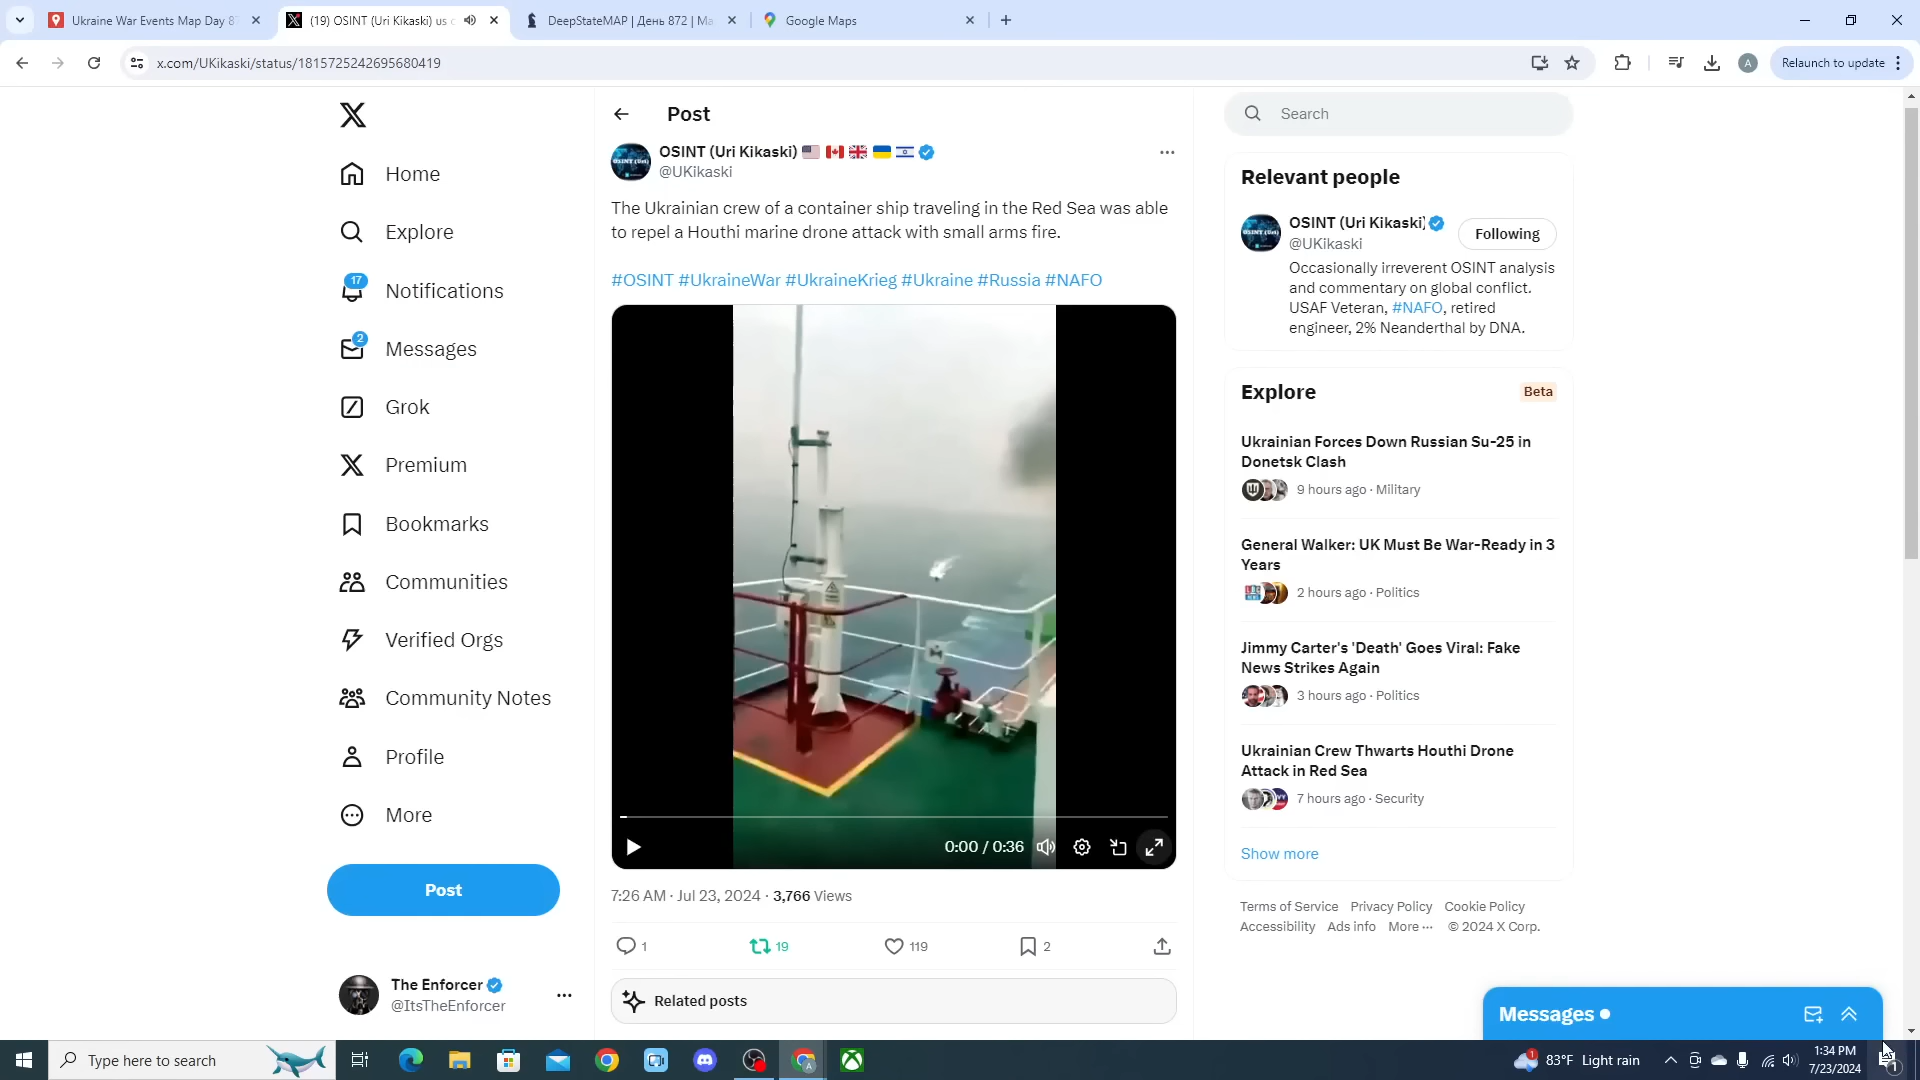 Ukraine War Events Map Day 8
(19) OSINT (Uri Kikaski) us
DeepStateMAP | День 872 | Ма
Google Maps
x.com/UKikaski/status/1815725242695680419
A
Relaunch to update
Post
Search
Home
Explore
17
Notifications
2
Messages
Grok
Premium
Bookmarks
Communities
Verified Orgs
Community Notes
Profile
More
Post
The Enforcer
@ItsTheEnforcer
OSINT (Uri Kikaski)
@UKikaski
The Ukrainian crew of a container ship traveling in the Red Sea was able
to repel a Houthi marine drone attack with small arms fire.
#OSINT #UkraineWar #UkraineKrieg #Ukraine #Russia #NAFO
0:00 / 0:36
7:26 AM · Jul 23, 2024 · 3,766 Views
1
19
119
2
Related posts
Relevant people
OSINT (Uri Kikaski)
@UKikaski
Following
Occasionally irreverent OSINT analysis
and commentary on global conflict.
USAF Veteran, #NAFO, retired
engineer, 2% Neanderthal by DNA.
Explore
Beta
Ukrainian Forces Down Russian Su-25 in
Donetsk Clash
9 hours ago · Military
General Walker: UK Must Be War-Ready in 3
Years
2 hours ago · Politics
Jimmy Carter's 'Death' Goes Viral: Fake
News Strikes Again
3 hours ago · Politics
Ukrainian Crew Thwarts Houthi Drone
Attack in Red Sea
7 hours ago · Security
Show more
Terms of Service Privacy Policy Cookie Policy
Accessibility Ads info More ··· © 2024 X Corp.
Messages
Type here to search
1
83°F Light rain
1:34 PM
7/23/2024
1